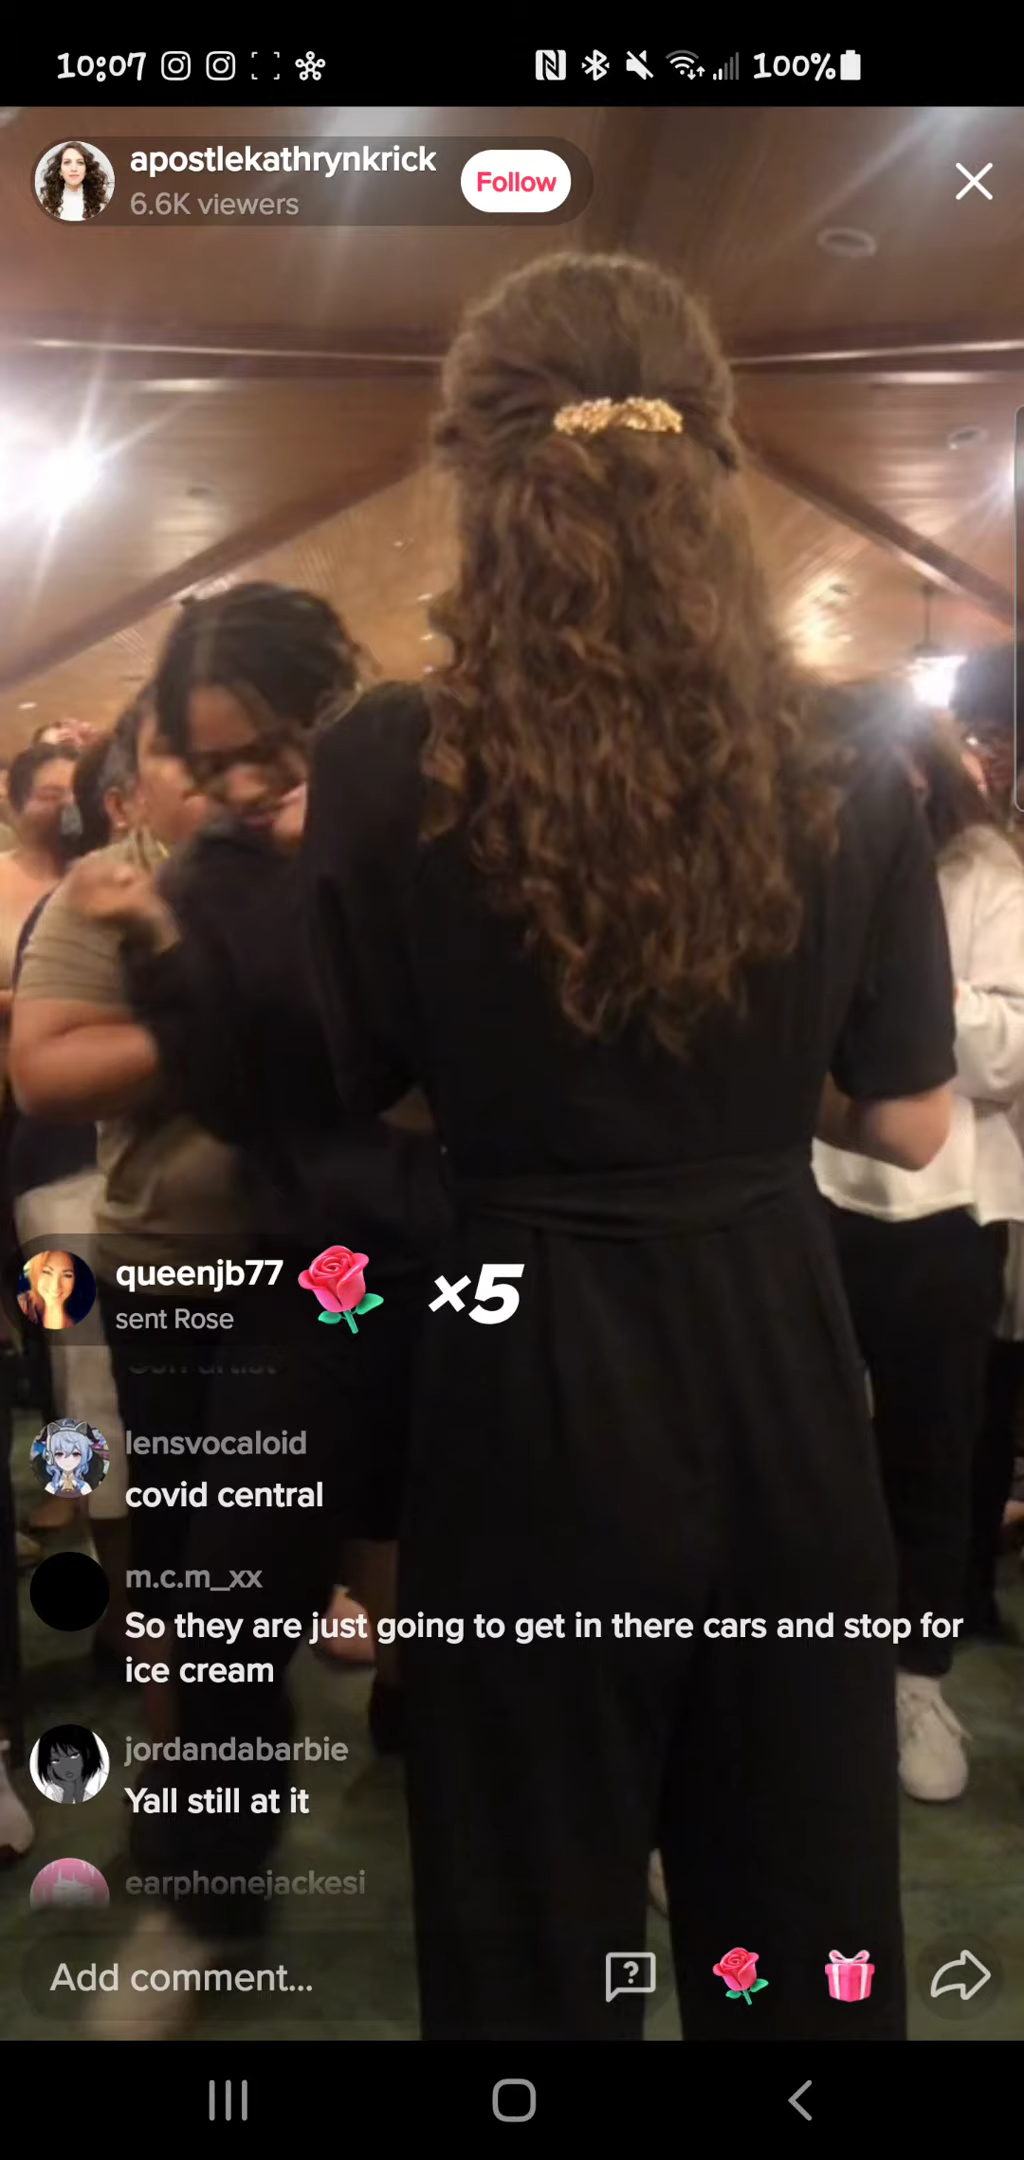 10:07 100%
apostlekathrynkrick
6.6K viewers
Follow
queenjb77
sent Rose
×5
lensvocaloid
covid central
m.c.m_xx
So they are just going to get in there cars and stop for
ice cream
jordandabarbie
Yall still at it
earphonejackesi
Add comment...